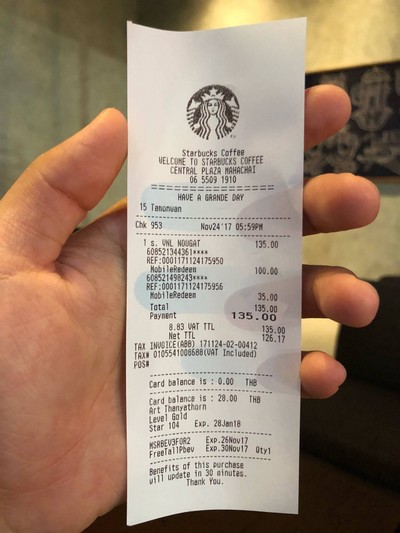 Starbucks Coffee
WELCOME TO STARBUCKS COFFEE
CENTRAL PLAZA MAHACHAI
06 5509 1910
HAVE A GRANDE DAY
15 Tamonwan
Chk 953 Nov24'17 05:59PM
1 s. VNL NOUGAT 135.00
608521344361****
REF:0001171124175950
MobileRedeem 100.00
608521498243****
REF:0001171124175956
MobileRedeem 35.00
Total 135.00
Payment 135.00
8.83 VAT TTL 135.00
Net TTL 126.17
TAX INVOICE(ABB) 171124-02-00412
TAX# 0105541008688(VAT Included)
POS#
Card balance is : 0.00 THB
Card balance is : 28.00 THB
Art Thanyathorn
Level Gold
Star 104 Exp. 28Jan18
MSRBEV3FOR2 Exp.26Nov17
FreeTallPbev Exp.30Nov17 Qty1
Benefits of this purchase
will update in 30 minutes.
Thank You.